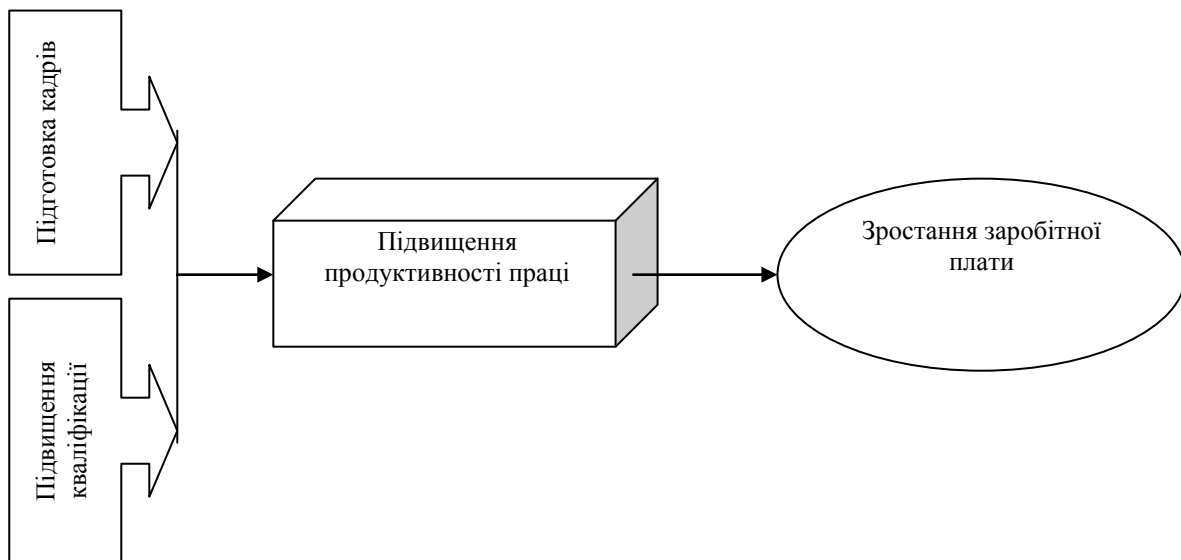 Підготовка кадрів
Підвищення
кваліфікації
Підвищення
продуктивності праці
Зростання заробітної
плати